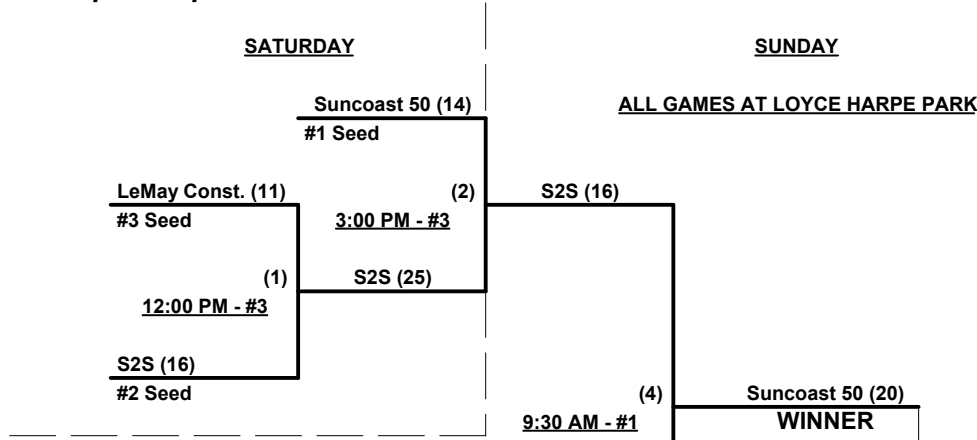 SATURDAY
SUNDAY
Suncoast 50 (14)
ALL GAMES AT LOYCE HARPE PARK
#1 Seed
LeMay Const. (11)
(2)
S2S (16)
#3 Seed
3:00 PM - #3
(1)
S2S (25)
12:00 PM - #3
S2S (16)
#2 Seed
(4)
Suncoast 50 (20)
9:30 AM - #1
WINNER